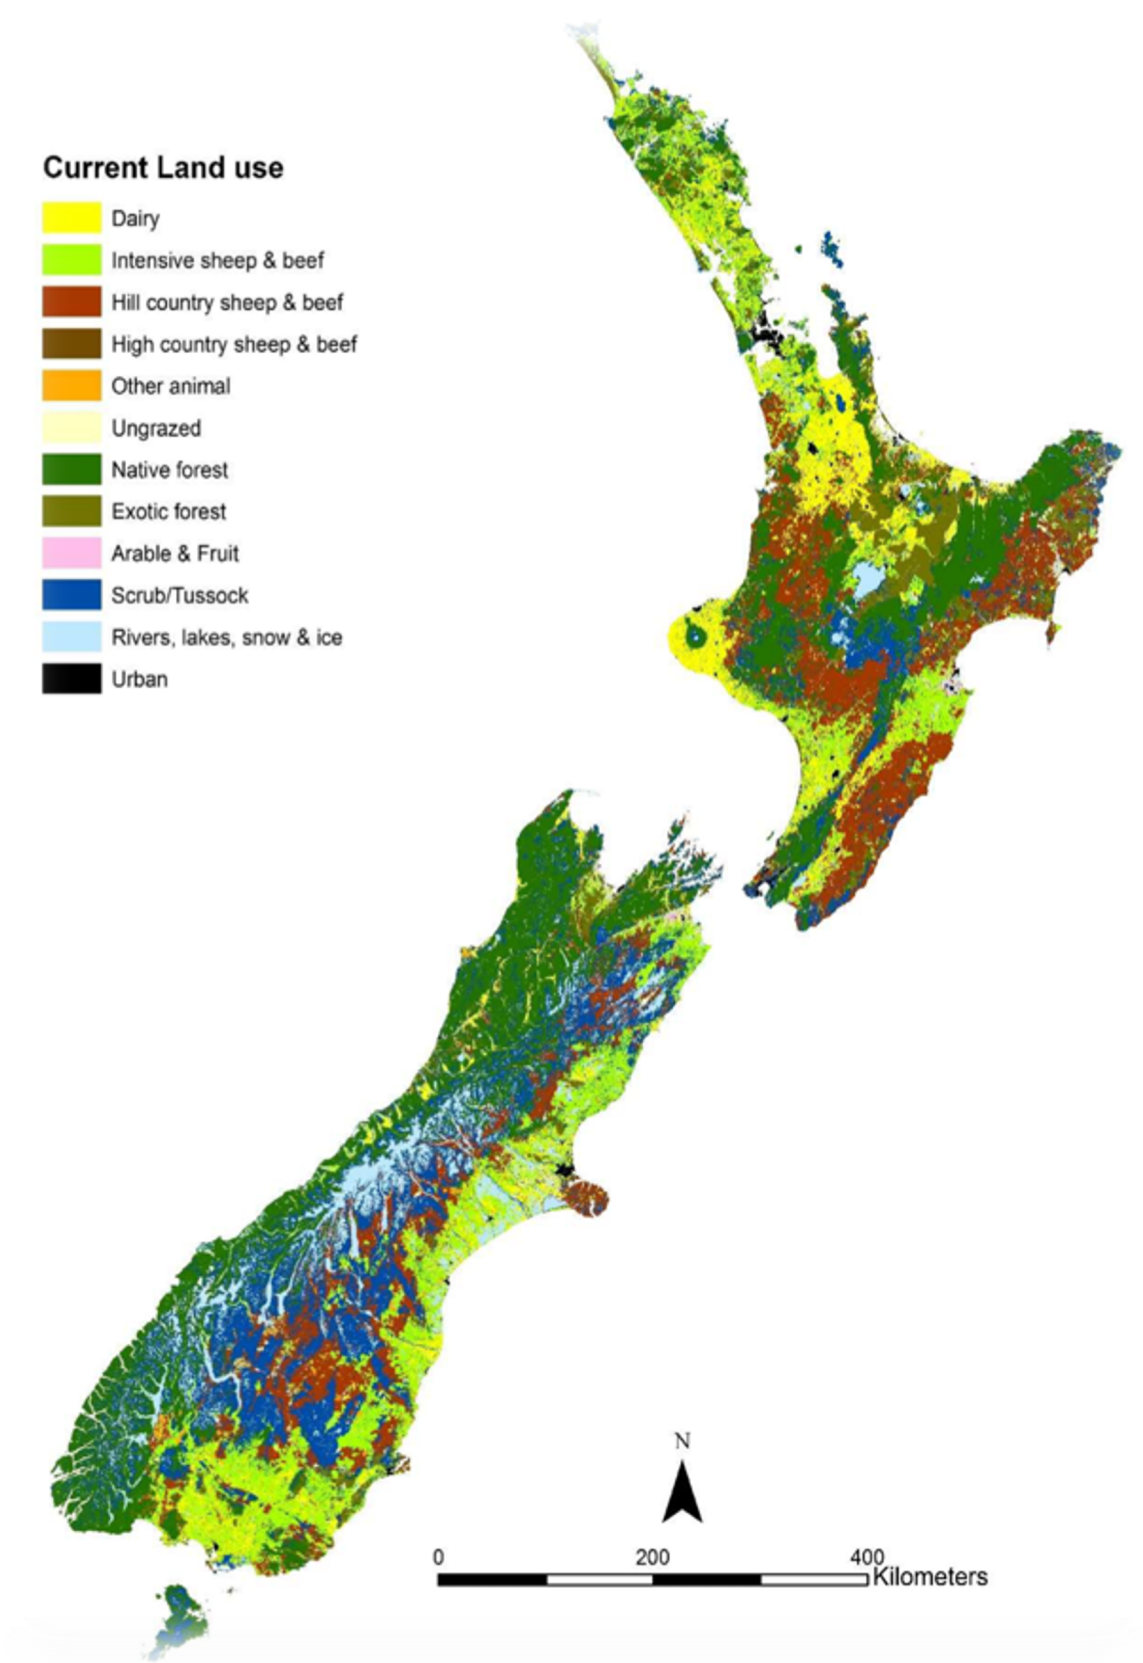 Current Land use
Dairy
Intensive sheep & beef
Hill country sheep & beef
High country sheep & beef
Other animal
Ungrazed
Native forest
Exotic forest
Arable & Fruit
Scrub/Tussock
Rivers, lakes, snow & ice
Urban
N
0 200 400
Kilometers